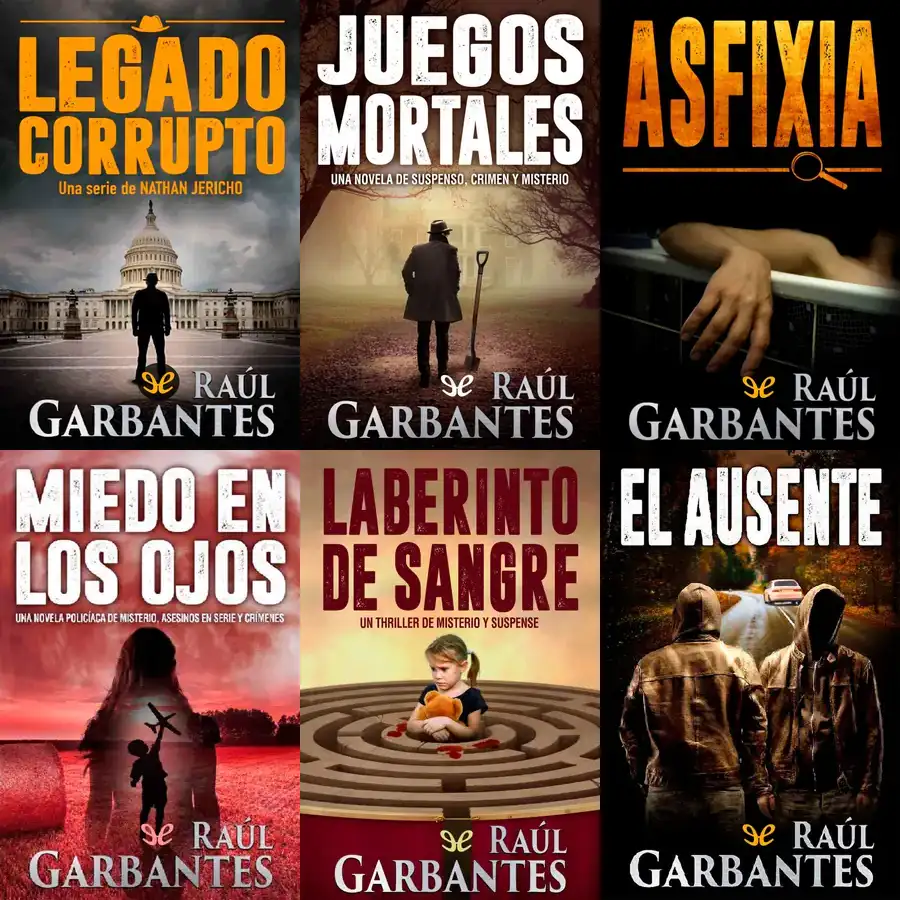 LEGADO
CORRUPTO
Una serie de NATHAN JERICHO
RAÚL
GARBANTES
JUEGOS
MORTALES
UNA NOVELA DE SUSPENSO, CRIMEN Y MISTERIO
RAÚL
GARBANTES
ASFIXIA
RAÚL
GARBANTES
MIEDO EN
LOS OJOS
UNA NOVELA POLICÍACA DE MISTERIO, ASESINOS EN SERIE Y CRÍMENES
RAÚL
GARBANTES
LABERINTO
DE SANGRE
UN THRILLER DE MISTERIO Y SUSPENSE
RAÚL
GARBANTES
EL AUSENTE
RAÚL
GARBANTES